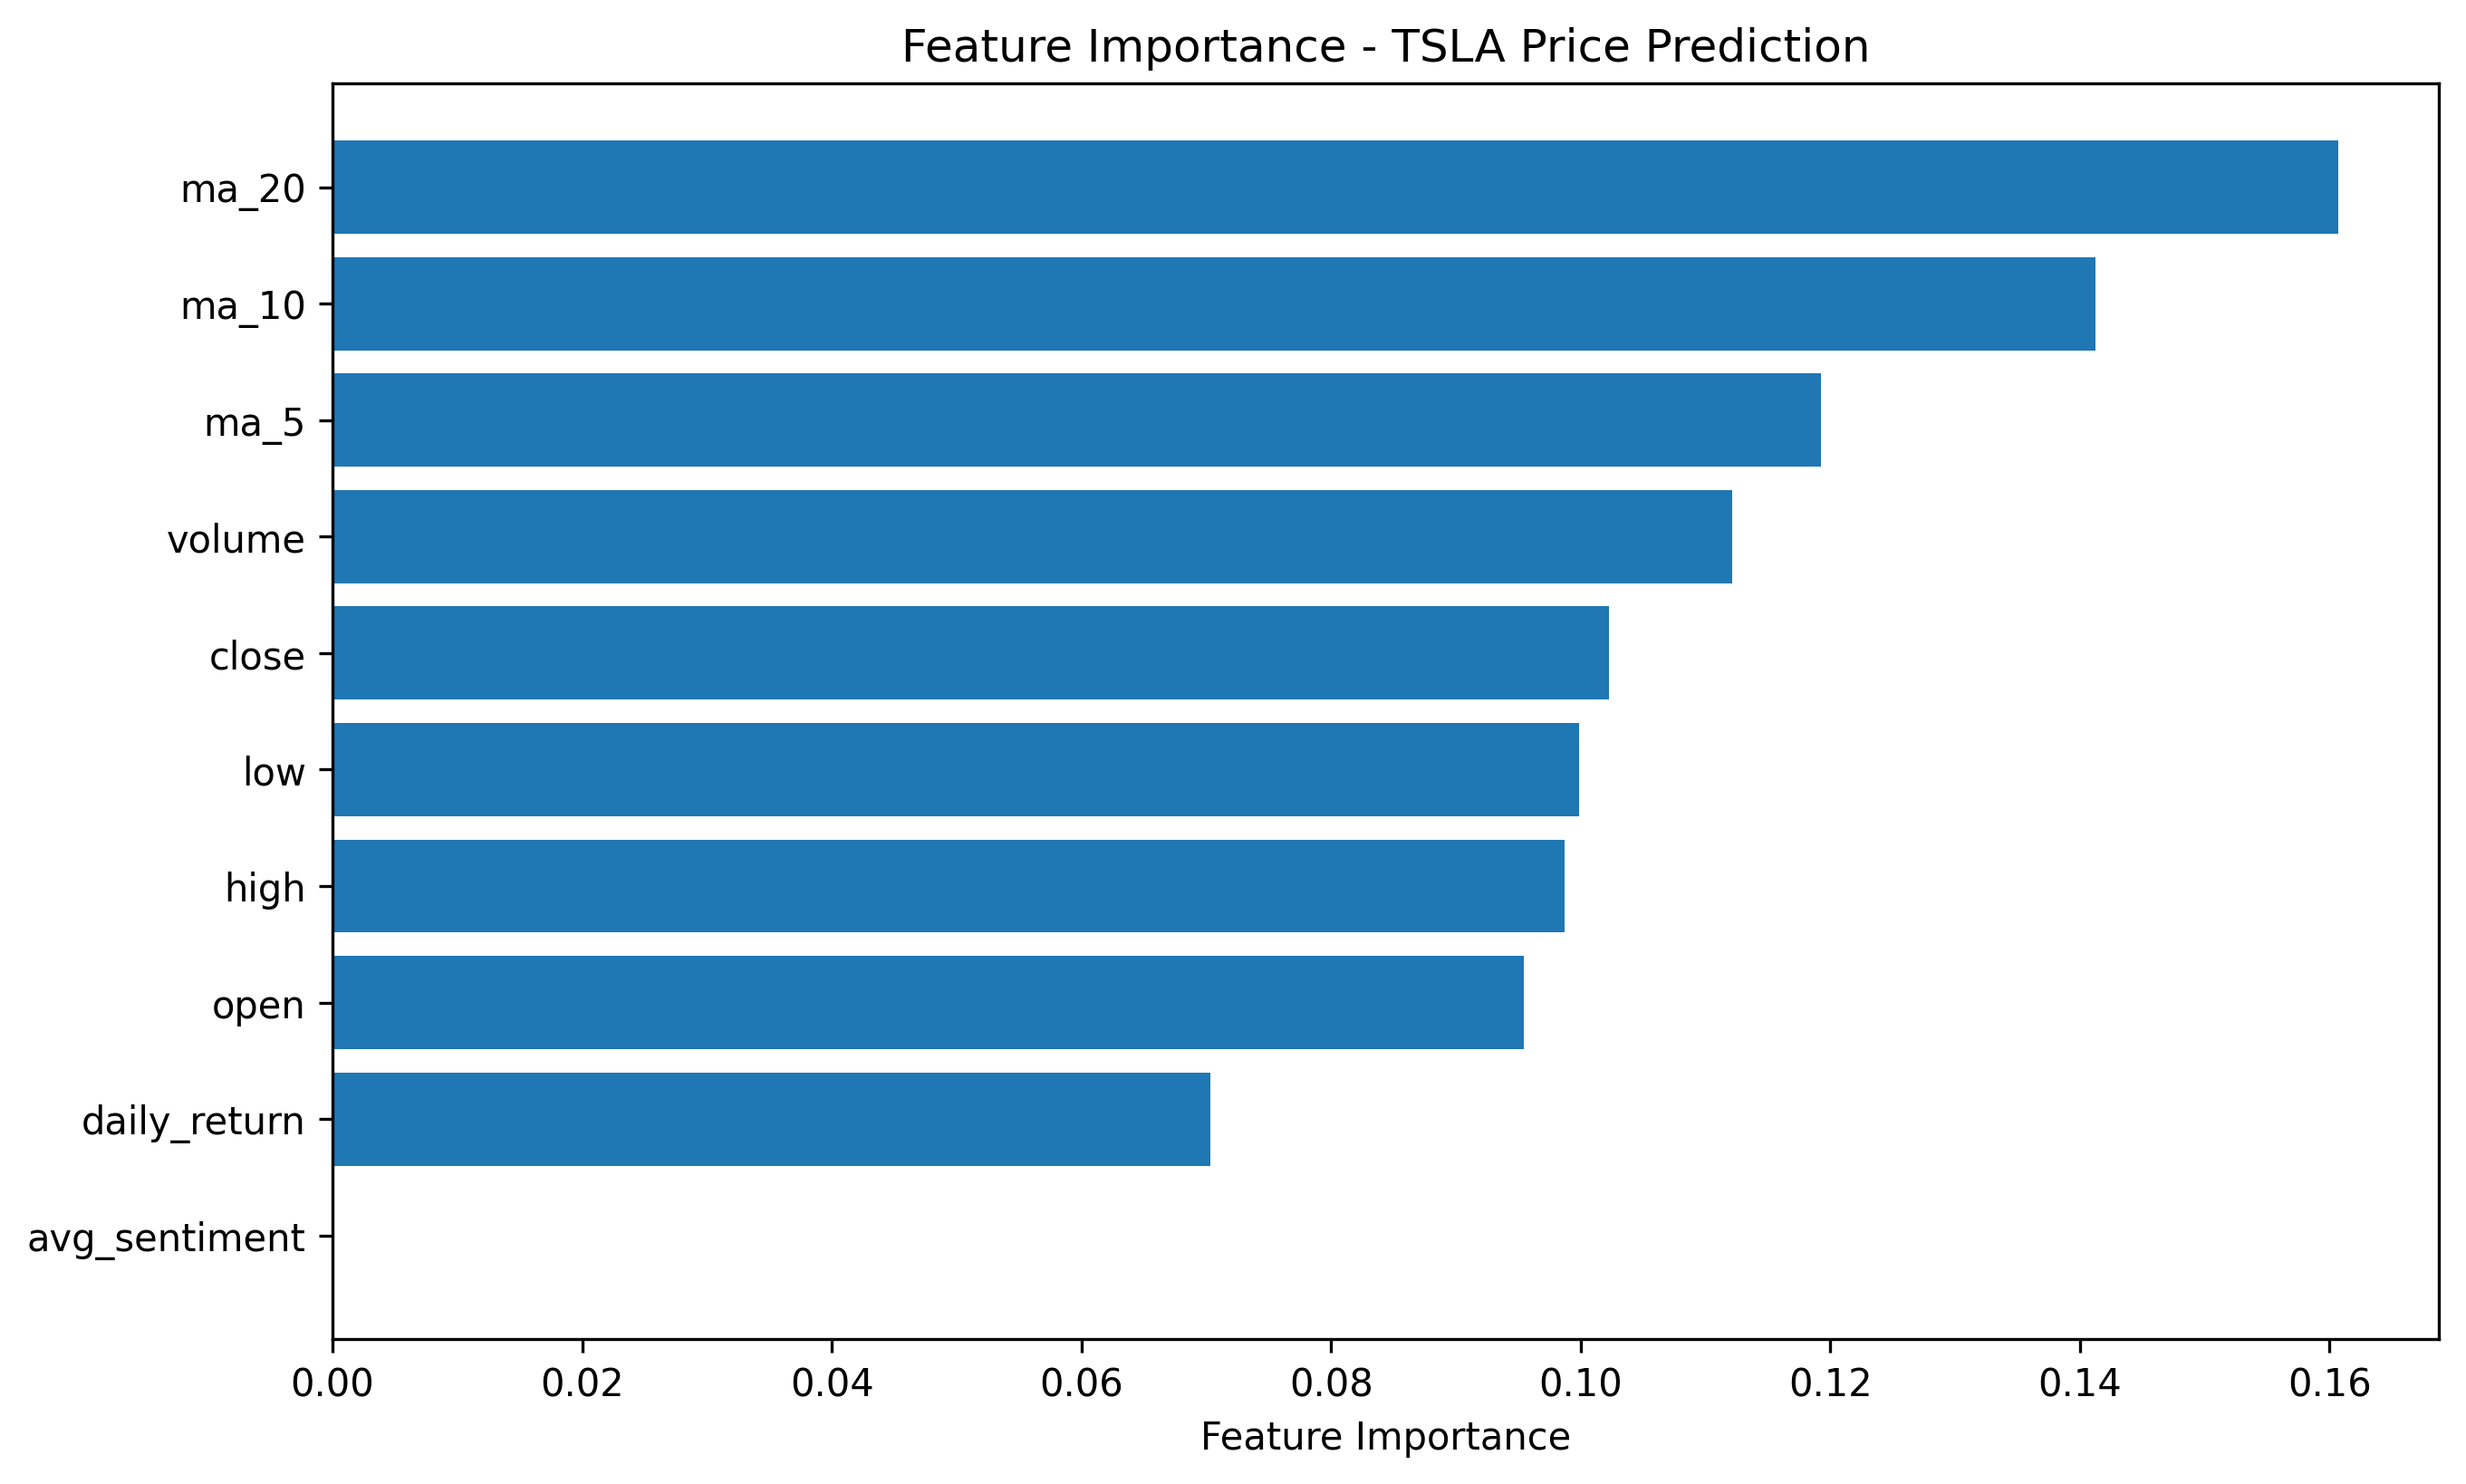 Feature Importance - TSLA Price Prediction
ma_20
ma_10
ma_5
volume
close
low
high
open
daily_return
avg_sentiment
0.00 0.02 0.04 0.06 0.08 0.10 0.12 0.14 0.16
Feature Importance